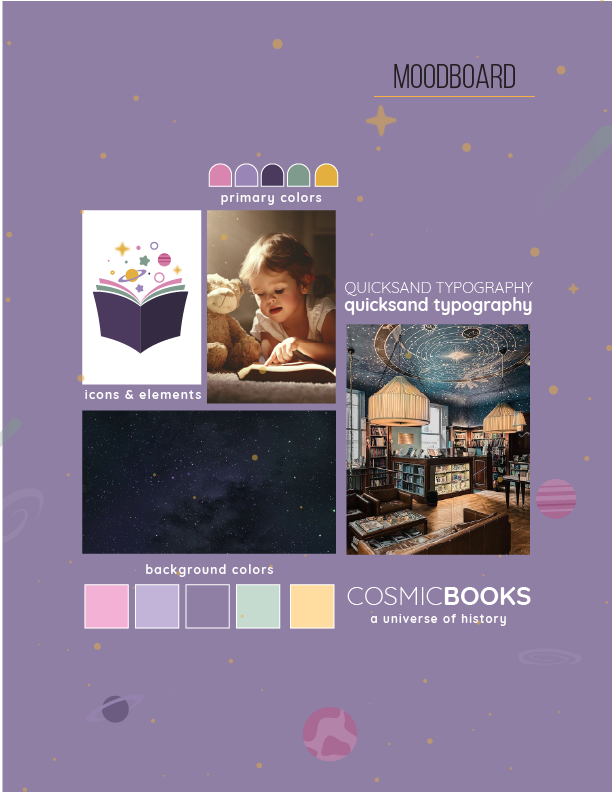 MOODBOARD
primary colors
QUICKSAND TYPOGRAPHY
quicksand typography
icons & elements
background colors
COSMICBOOKS
a universe of history